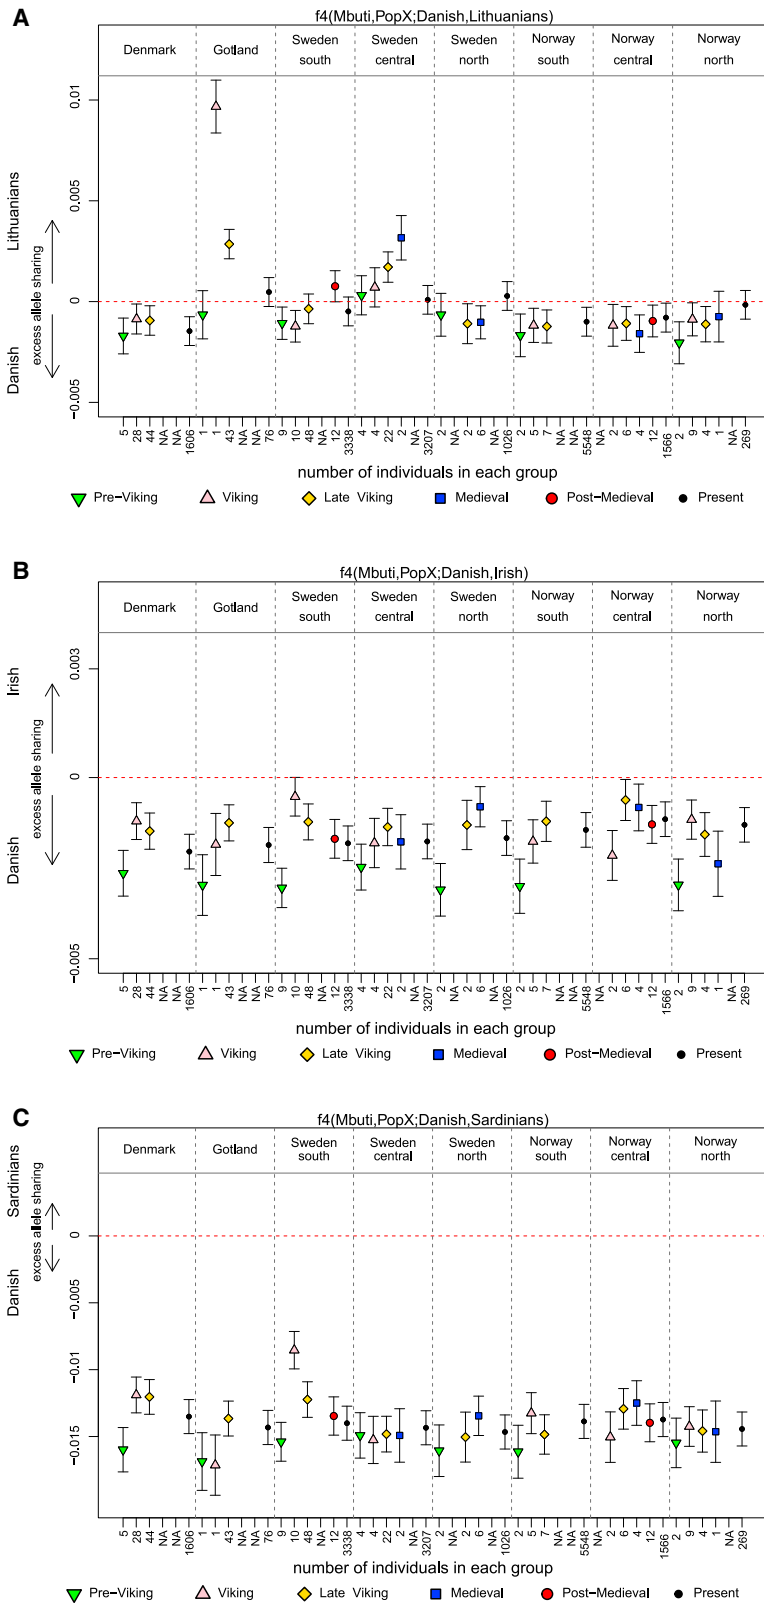 A
f4(Mbuti,PopX;Danish,Lithuanians)
Denmark
Gotland
Sweden south
Sweden central
Sweden north
Norway south
Norway central
Norway north
Lithuanians
Danish
excess allele sharing
0.01
0.005
0
−0.005
5 28 44 NA NA 1606 1 1 43 NA NA 76 9 10 48 NA 12 3338 4 4 22 2 NA 3207 2 NA 2 6 NA 1026 2 5 7 NA NA 5548 NA 2 6 4 12 1566 2 9 4 1 NA 269
number of individuals in each group
Pre−Viking Viking Late Viking Medieval Post−Medieval Present
B
f4(Mbuti,PopX;Danish,Irish)
Denmark
Gotland
Sweden south
Sweden central
Sweden north
Norway south
Norway central
Norway north
Irish
Danish
excess allele sharing
0.003
0
−0.005
5 28 44 NA NA 1606 1 1 43 NA NA 76 9 10 48 NA 12 3338 4 4 22 2 NA 3207 2 NA 2 6 NA 1026 2 5 7 NA NA 5548 NA 2 6 4 12 1566 2 9 4 1 NA 269
number of individuals in each group
Pre−Viking Viking Late Viking Medieval Post−Medieval Present
C
f4(Mbuti,PopX;Danish,Sardinians)
Denmark
Gotland
Sweden south
Sweden central
Sweden north
Norway south
Norway central
Norway north
Sardinians
Danish
excess allele sharing
0
−0.005
−0.01
−0.015
5 28 44 NA NA 1606 1 1 43 NA NA 76 9 10 48 NA 12 3338 4 4 22 2 NA 3207 2 NA 2 6 NA 1026 2 5 7 NA NA 5548 NA 2 6 4 12 1566 2 9 4 1 NA 269
number of individuals in each group
Pre−Viking Viking Late Viking Medieval Post−Medieval Present